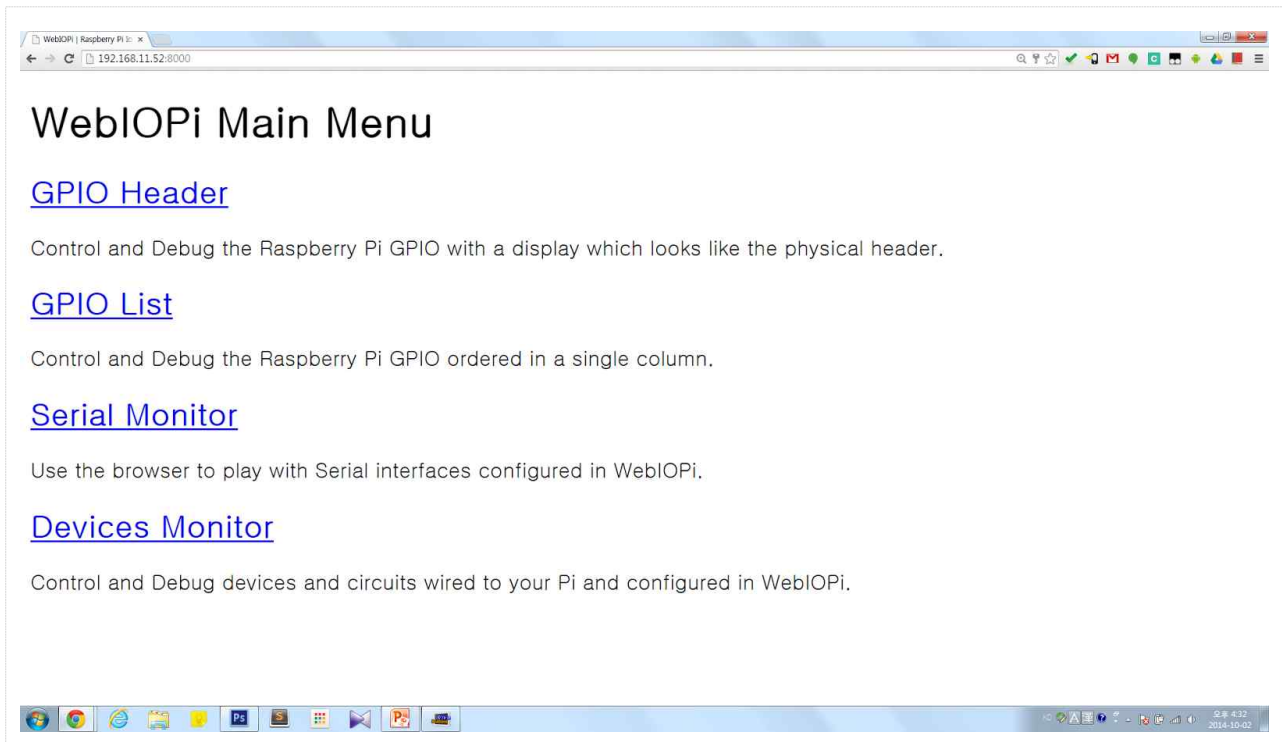 WebIOPi | Raspberry Pi
192.168.11.52:8000
WebIOPi Main Menu
GPIO Header
Control and Debug the Raspberry Pi GPIO with a display which looks like the physical header.
GPIO List
Control and Debug the Raspberry Pi GPIO ordered in a single column.
Serial Monitor
Use the browser to play with Serial interfaces configured in WebIOPi.
Devices Monitor
Control and Debug devices and circuits wired to your Pi and configured in WebIOPi.
Ps
오후 4:32
2014-10-02